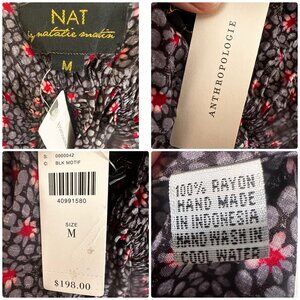 NAT
by natalie martin
M
ANTHROPOLOGIE
S: 0000042
C: BLK MOTIF
40991580
SIZE
M
$198.00
100% RAYON
HAND MADE
IN INDONESIA
HAND WASH IN
COOL WATER